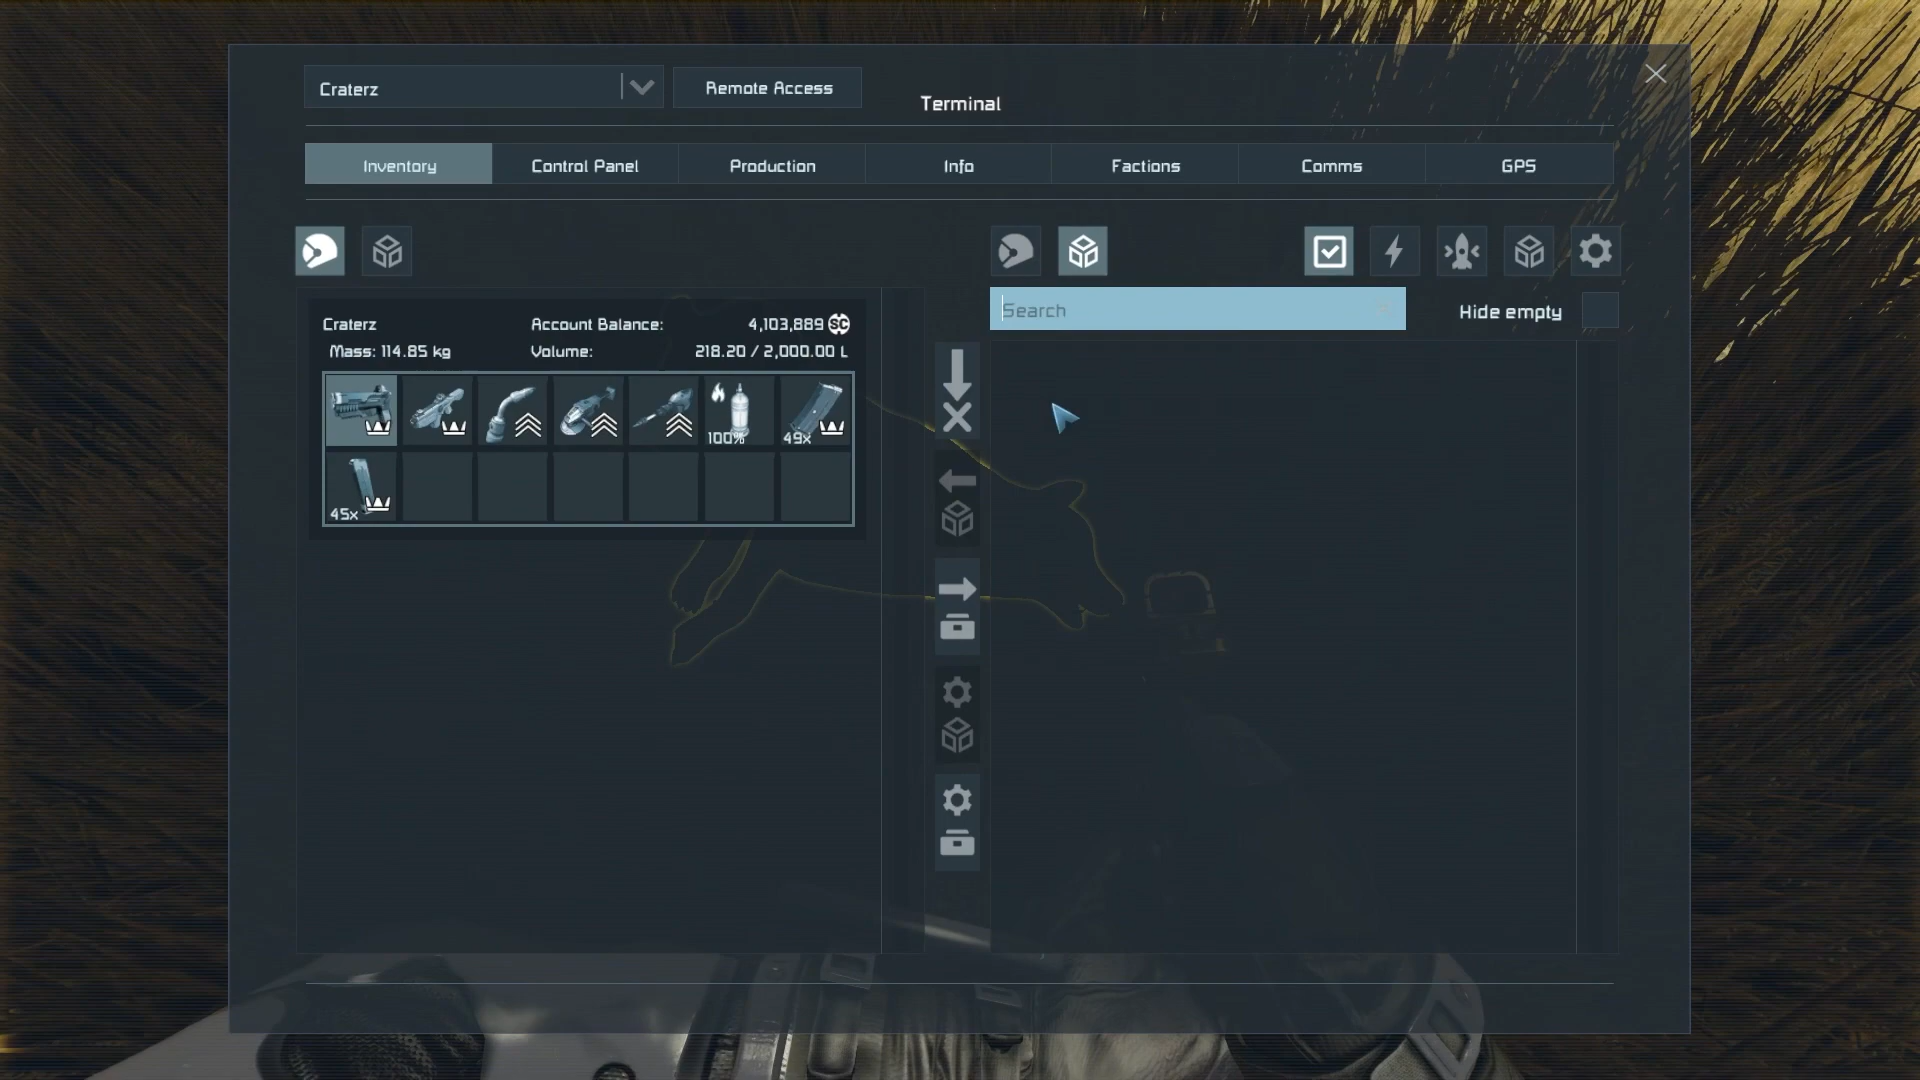 Craterz
Remote Access
Terminal
Inventory
Control Panel
Production
Info
Factions
Comms
GPS
Search
Hide empty
Craterz
Account Balance:
4,103,889 SC
Mass: 114.85 kg
Volume:
218.20 / 2,000.00 L
100%
49x
45x